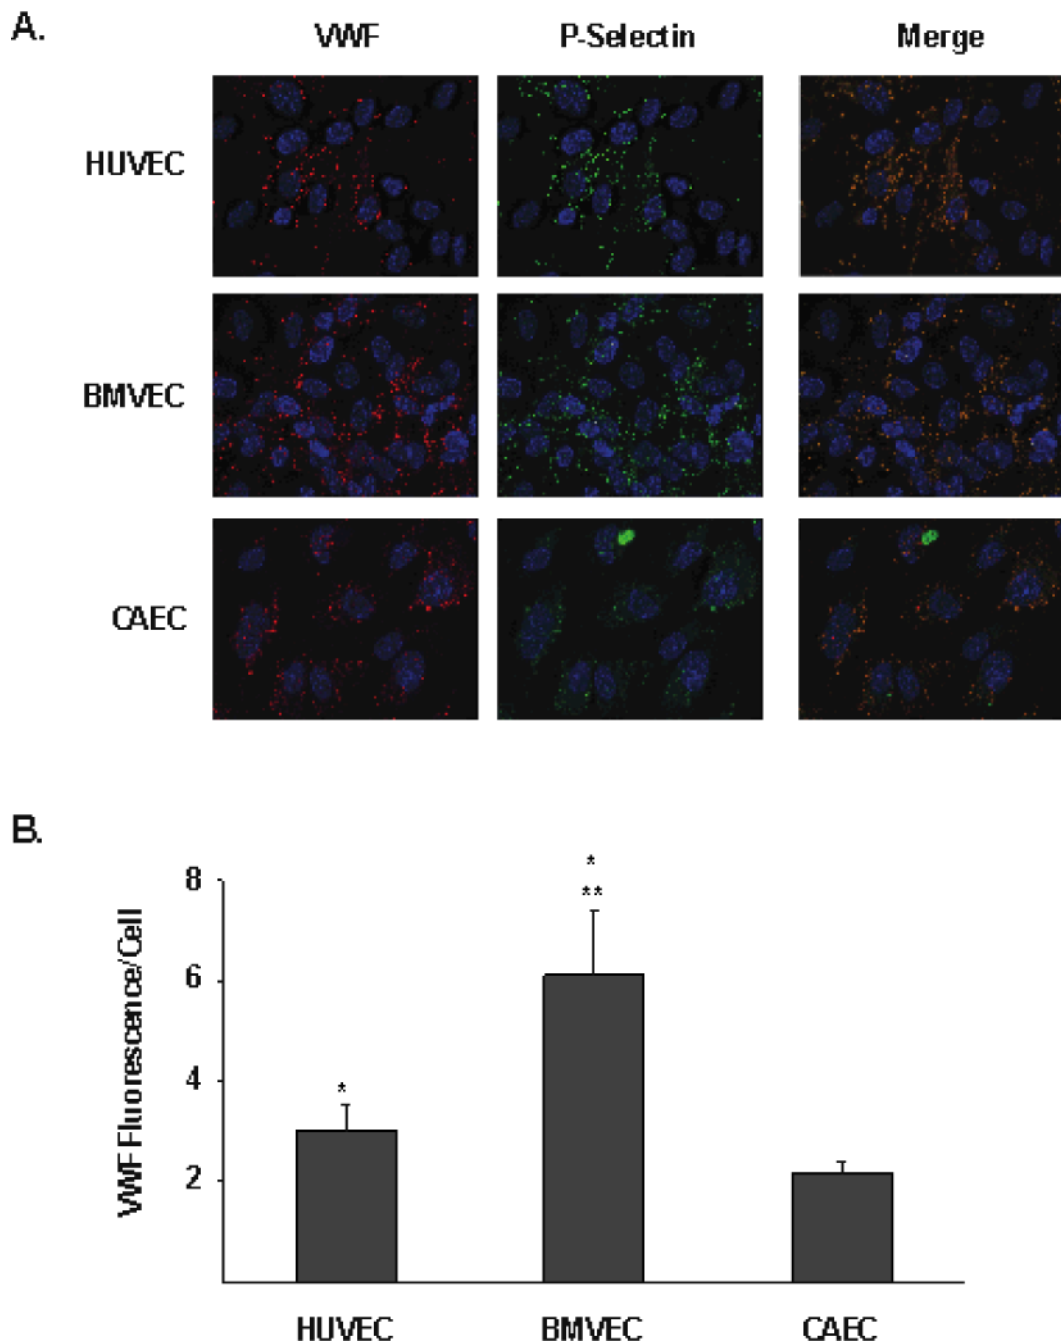 A.
VWF P-Selectin Merge
HUVEC
BMVEC
CAEC
B.
VWF Fluorescence/Cell
8
6
4
2
*
*
**
HUVEC BMVEC CAEC